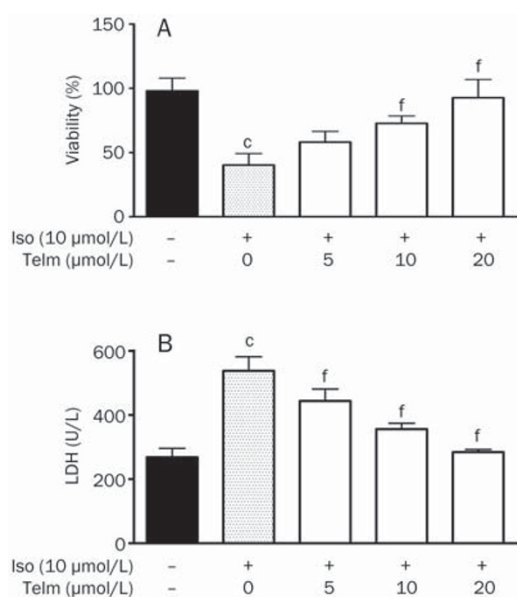 A
Viability (%)
150
100
50
0
c
f
f
Iso (10 µmol/L) – + + + +
Telm (µmol/L) – 0 5 10 20
B
LDH (U/L)
600
400
200
0
c
f
f
f
Iso (10 µmol/L) – + + + +
Telm (µmol/L) – 0 5 10 20